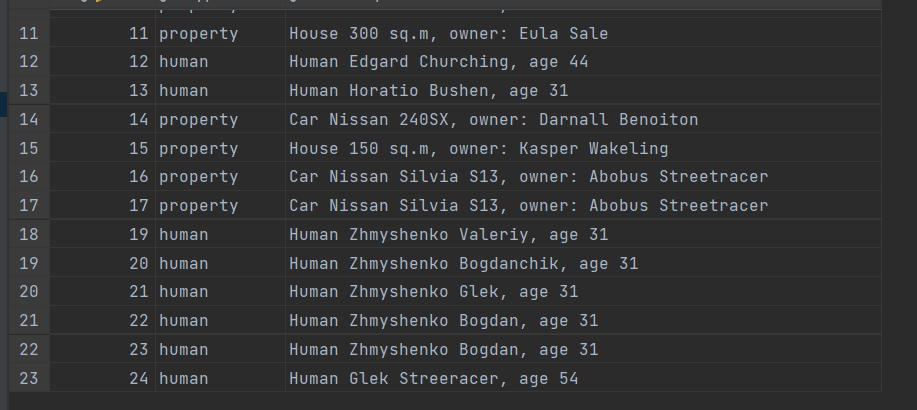 11 11 property House 300 sq.m, owner: Eula Sale
12 12 human Human Edgard Churching, age 44
13 13 human Human Horatio Bushen, age 31
14 14 property Car Nissan 240SX, owner: Darnall Benoiton
15 15 property House 150 sq.m, owner: Kasper Wakeling
16 16 property Car Nissan Silvia S13, owner: Abobus Streetracer
17 17 property Car Nissan Silvia S13, owner: Abobus Streetracer
18 19 human Human Zhmyshenko Valeriy, age 31
19 20 human Human Zhmyshenko Bogdanchik, age 31
20 21 human Human Zhmyshenko Glek, age 31
21 22 human Human Zhmyshenko Bogdan, age 31
22 23 human Human Zhmyshenko Bogdan, age 31
23 24 human Human Glek Streeracer, age 54